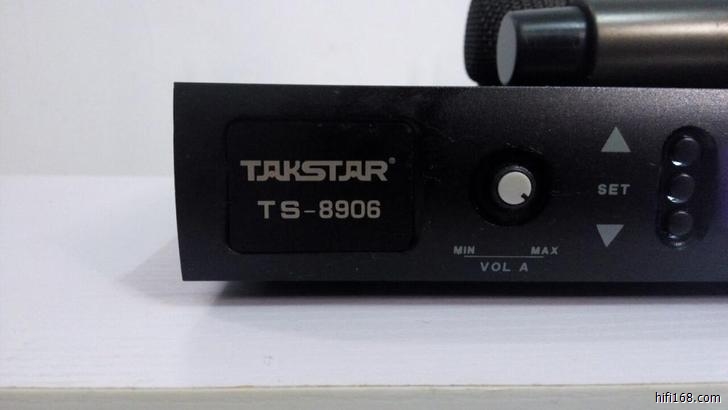 TAKSTAR®
TS-8906
SET
MIN MAX
VOL A
hifi168.com